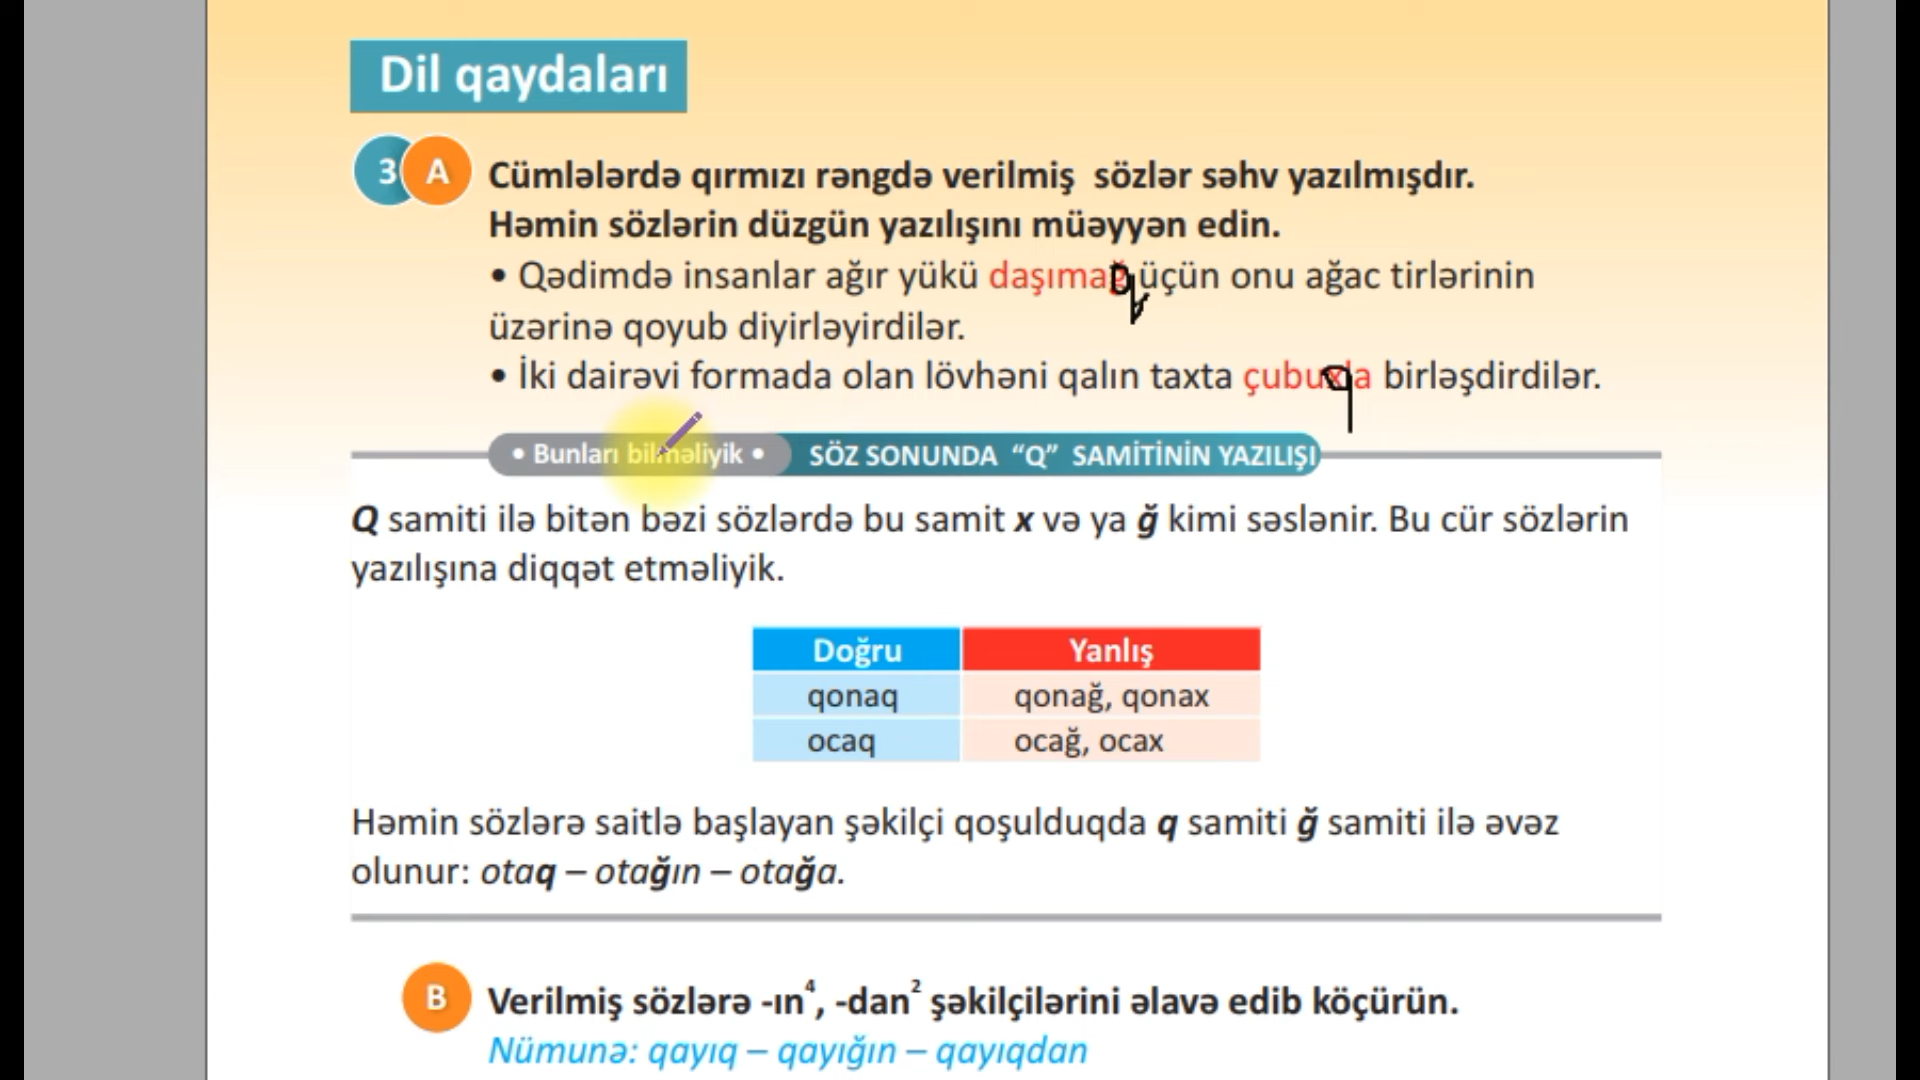 Dil qaydaları
3 A Cümlələrdə qırmızı rəngdə verilmiş sözlər səhv yazılmışdır.
Həmin sözlərin düzgün yazılışını müəyyən edin.
• Qədimdə insanlar ağır yükü daşımağ üçün onu ağac tirlərinin
üzərinə qoyub diyirləyirdilər.
• İki dairəvi formada olan lövhəni qalın taxta çubuxla birləşdirdilər.
q
q
• Bunları bilməliyik • SÖZ SONUNDA “Q” SAMİTİNİN YAZILIŞI
Q samiti ilə bitən bəzi sözlərdə bu samit x və ya ğ kimi səslənir. Bu cür sözlərin
yazılışına diqqət etməliyik.
Doğru Yanlış
qonaq qonağ, qonax
ocaq ocağ, ocax
Həmin sözlərə saitlə başlayan şəkilçi qoşulduqda q samiti ğ samiti ilə əvəz
olunur: otaq – otağın – otağa.
B Verilmiş sözlərə -ın⁴, -dan² şəkilçilərini əlavə edib köçürün.
Nümunə: qayıq – qayığın – qayıqdan